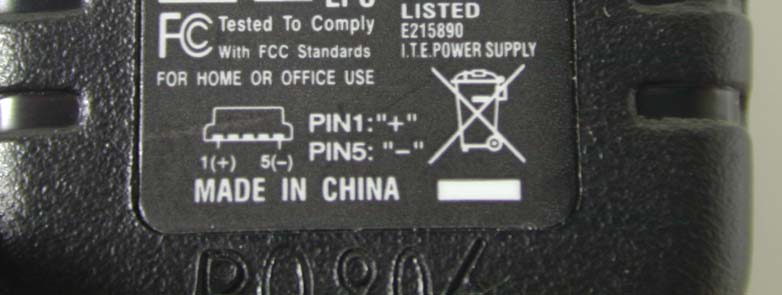 LPS
LISTED
FC Tested To Comply
With FCC Standards
E215890
I.T.E. POWER SUPPLY
FOR HOME OR OFFICE USE
PIN1: "+"
PIN5: "–"
1(+) 5(–)
MADE IN CHINA